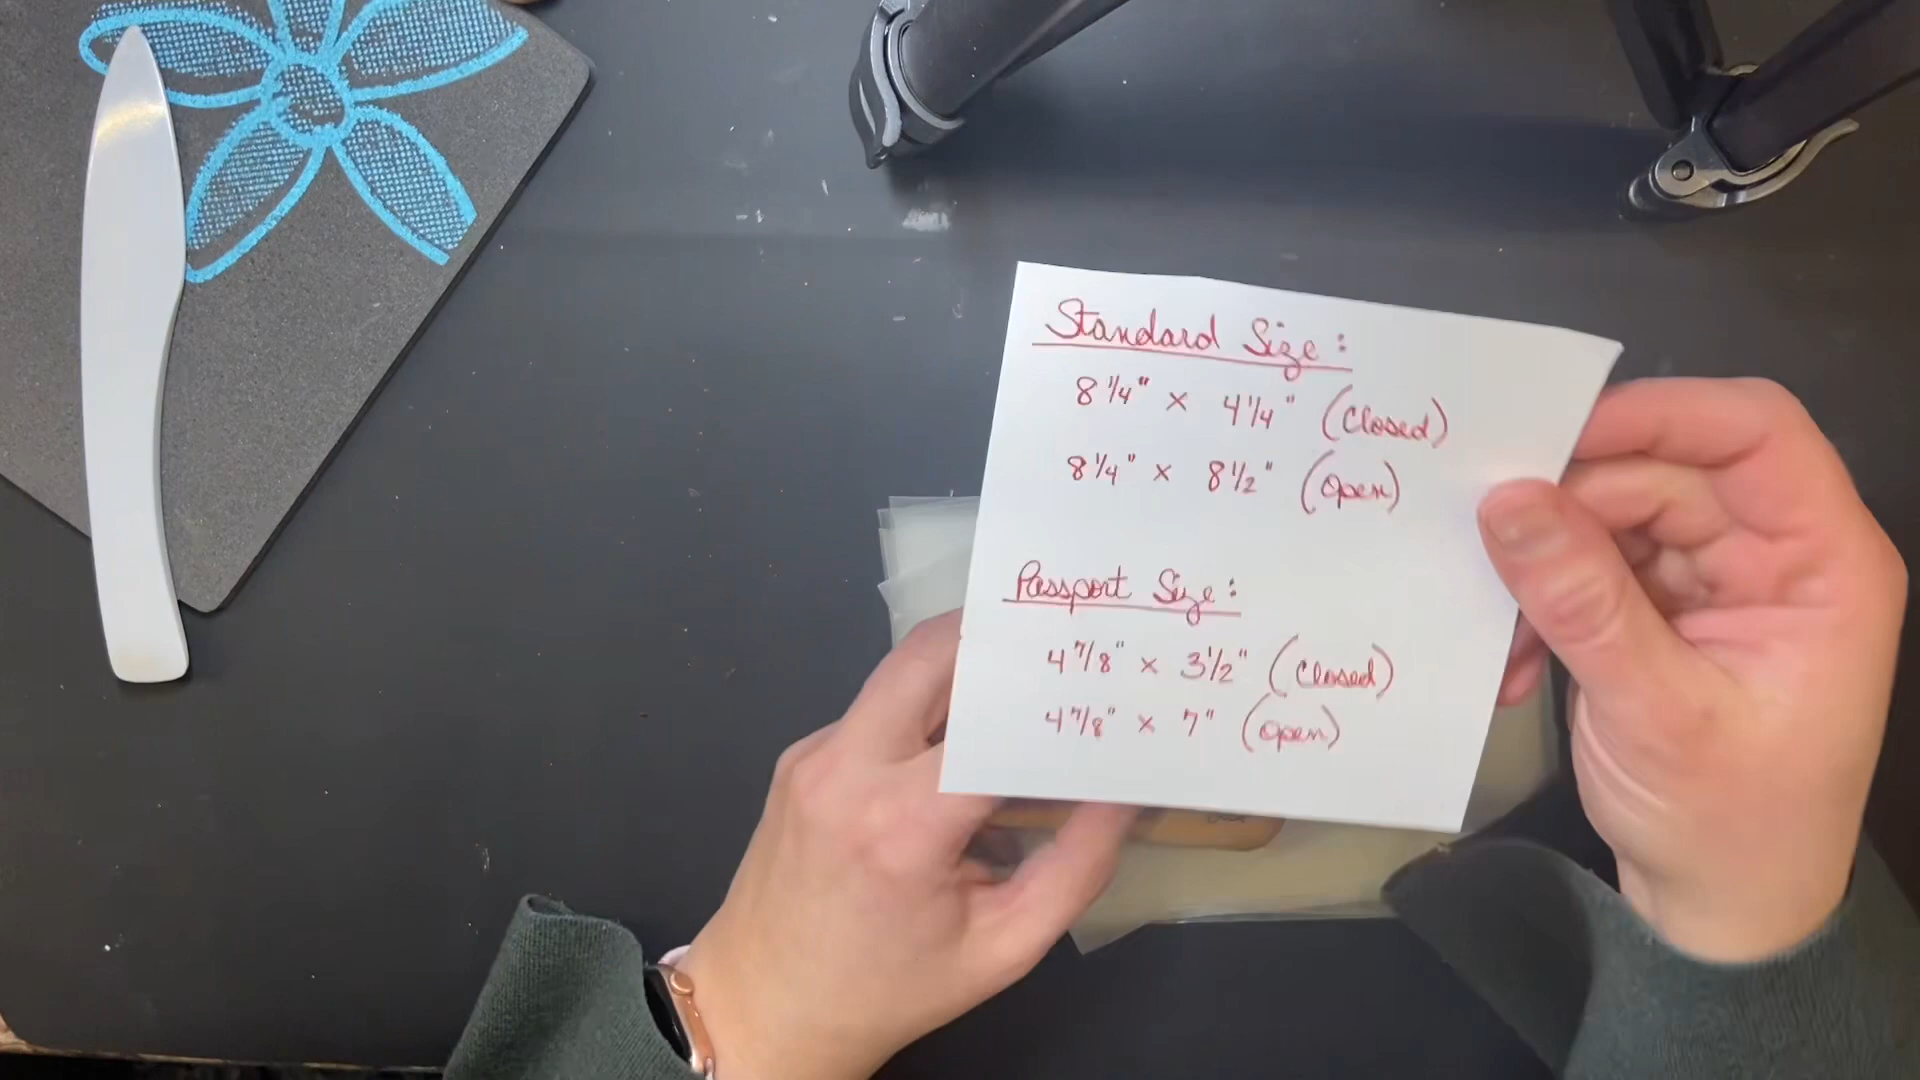 Standard Size:
8 1/4" x 4 1/4" (Closed)
8 1/4" x 8 1/2" (Open)
Passport Size:
4 7/8" x 3 1/2" (Closed)
4 7/8" x 7" (Open)